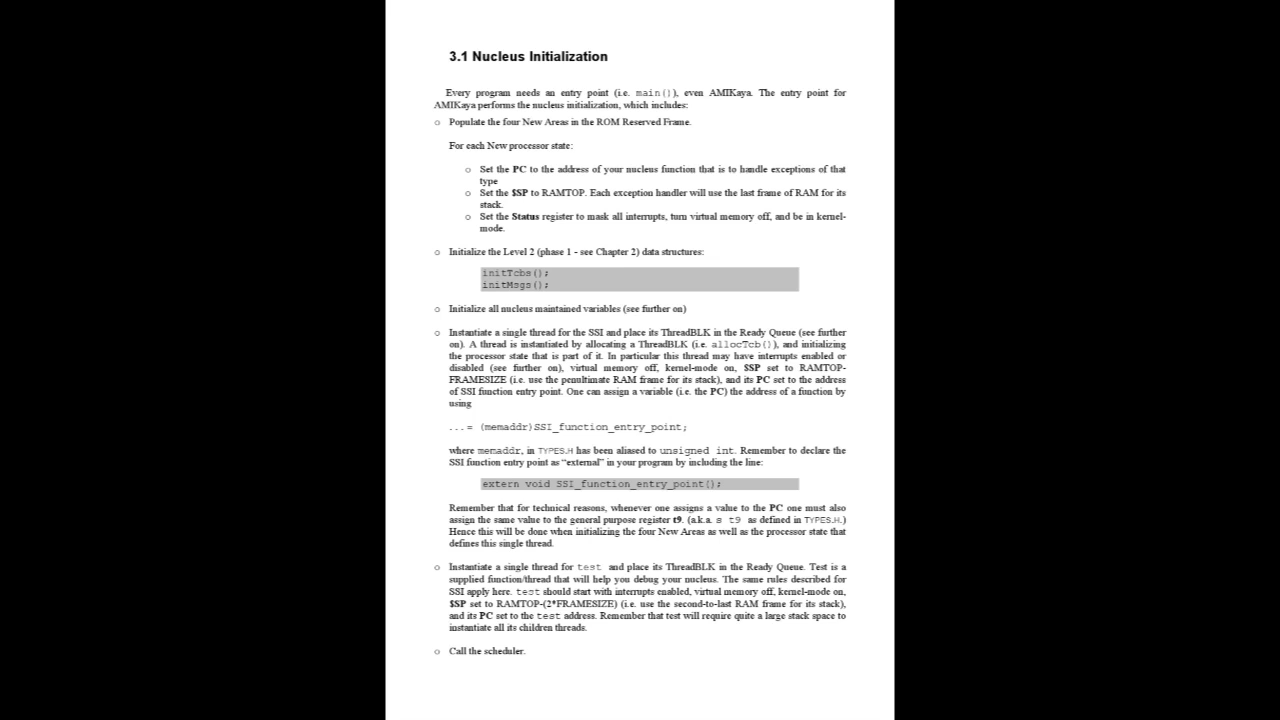 3.1 Nucleus Initialization
Every program needs an entry point (i.e. main()), even AMIKaya. The entry point for
AMIKaya performs the nucleus initialization, which includes:
o Populate the four New Areas in the ROM Reserved Frame.
For each New processor state:
o Set the PC to the address of your nucleus function that is to handle exceptions of that
type
o Set the $SP to RAMTOP. Each exception handler will use the last frame of RAM for its
stack.
o Set the Status register to mask all interrupts, turn virtual memory off, and be in kernel-
mode.
o Initialize the Level 2 (phase 1 - see Chapter 2) data structures:
initTcbs();
initMsgs();
o Initialize all nucleus maintained variables (see further on)
o Instantiate a single thread for the SSI and place its ThreadBLK in the Ready Queue (see further
on). A thread is instantiated by allocating a ThreadBLK (i.e. allocTcb()), and initializing
the processor state that is part of it. In particular this thread may have interrupts enabled or
disabled (see further on), virtual memory off, kernel-mode on, $SP set to RAMTOP-
FRAMESIZE (i.e. use the penultimate RAM frame for its stack), and its PC set to the address
of SSI function entry point. One can assign a variable (i.e. the PC) the address of a function by
using
...= (memaddr)SSI_function_entry_point;
where memaddr, in TYPES.H has been aliased to unsigned int. Remember to declare the
SSI function entry point as “external” in your program by including the line:
extern void SSI_function_entry_point();
Remember that for technical reasons, whenever one assigns a value to the PC one must also
assign the same value to the general purpose register t9. (a.k.a. s_t9 as defined in TYPES.H.)
Hence this will be done when initializing the four New Areas as well as the processor state that
defines this single thread.
o Instantiate a single thread for test and place its ThreadBLK in the Ready Queue. Test is a
supplied function/thread that will help you debug your nucleus. The same rules described for
SSI apply here. test should start with interrupts enabled, virtual memory off, kernel-mode on,
$SP set to RAMTOP-(2*FRAMESIZE) (i.e. use the second-to-last RAM frame for its stack),
and its PC set to the test address. Remember that test will require quite a large stack space to
instantiate all its children threads.
o Call the scheduler.